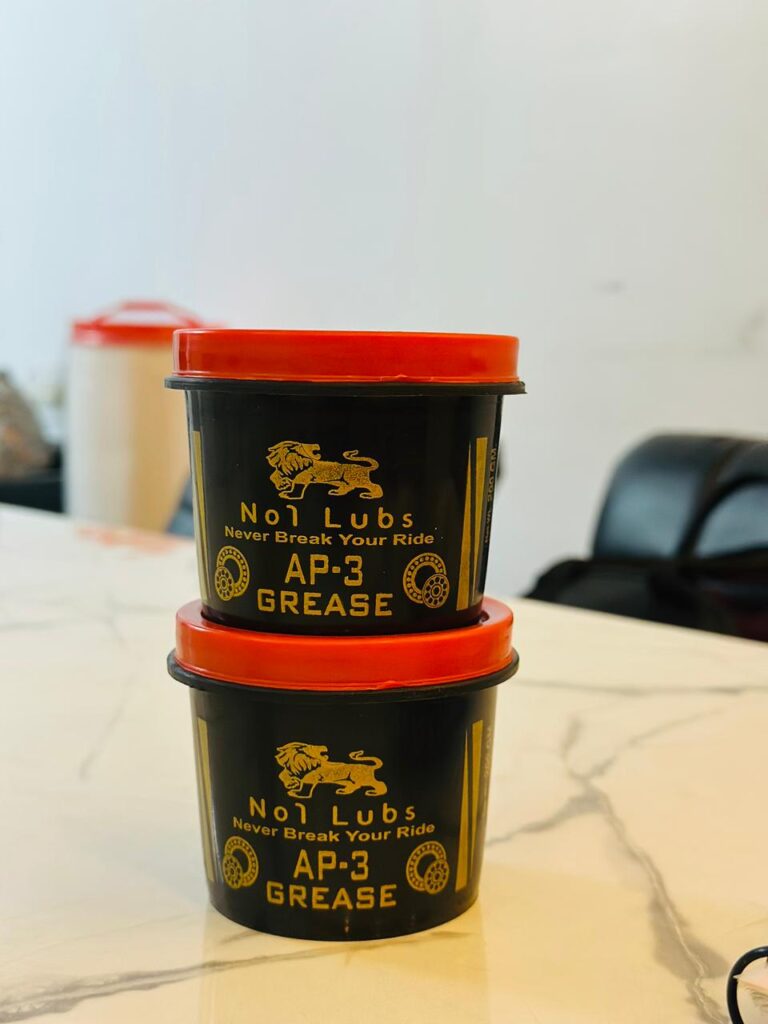 No1 Lubs
Never Break Your Ride
AP-3
GREASE
No1 Lubs
Never Break Your Ride
AP-3
GREASE